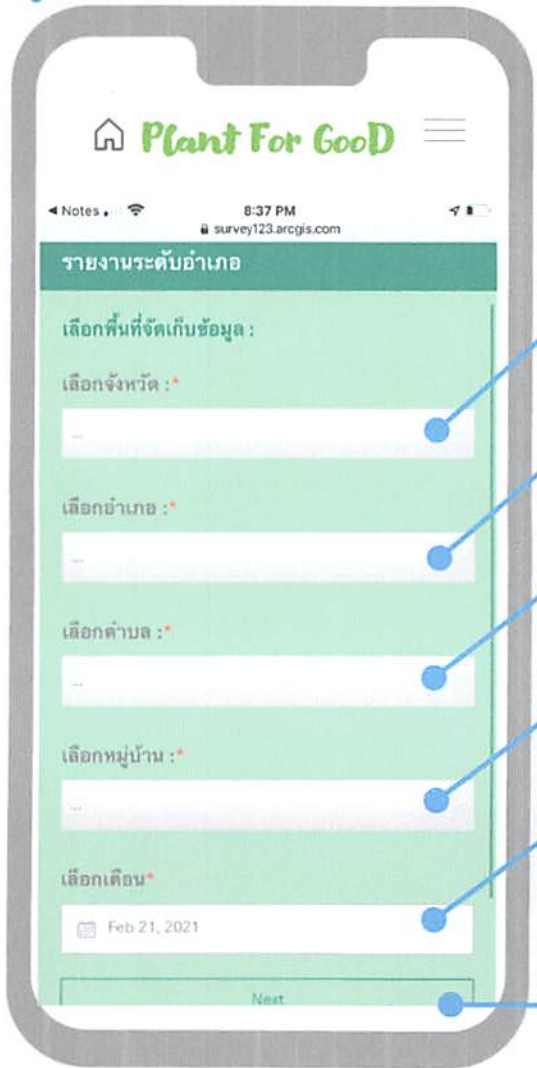 Plant For GooD
◄ Notes
8:37 PM
survey123.arcgis.com
รายงานระดับอำเภอ
เลือกพื้นที่จัดเก็บข้อมูล :
เลือกจังหวัด :*
...
เลือกอำเภอ :*
...
เลือกตำบล :*
...
เลือกหมู่บ้าน :*
...
เลือกเดือน*
Feb 21, 2021
Next